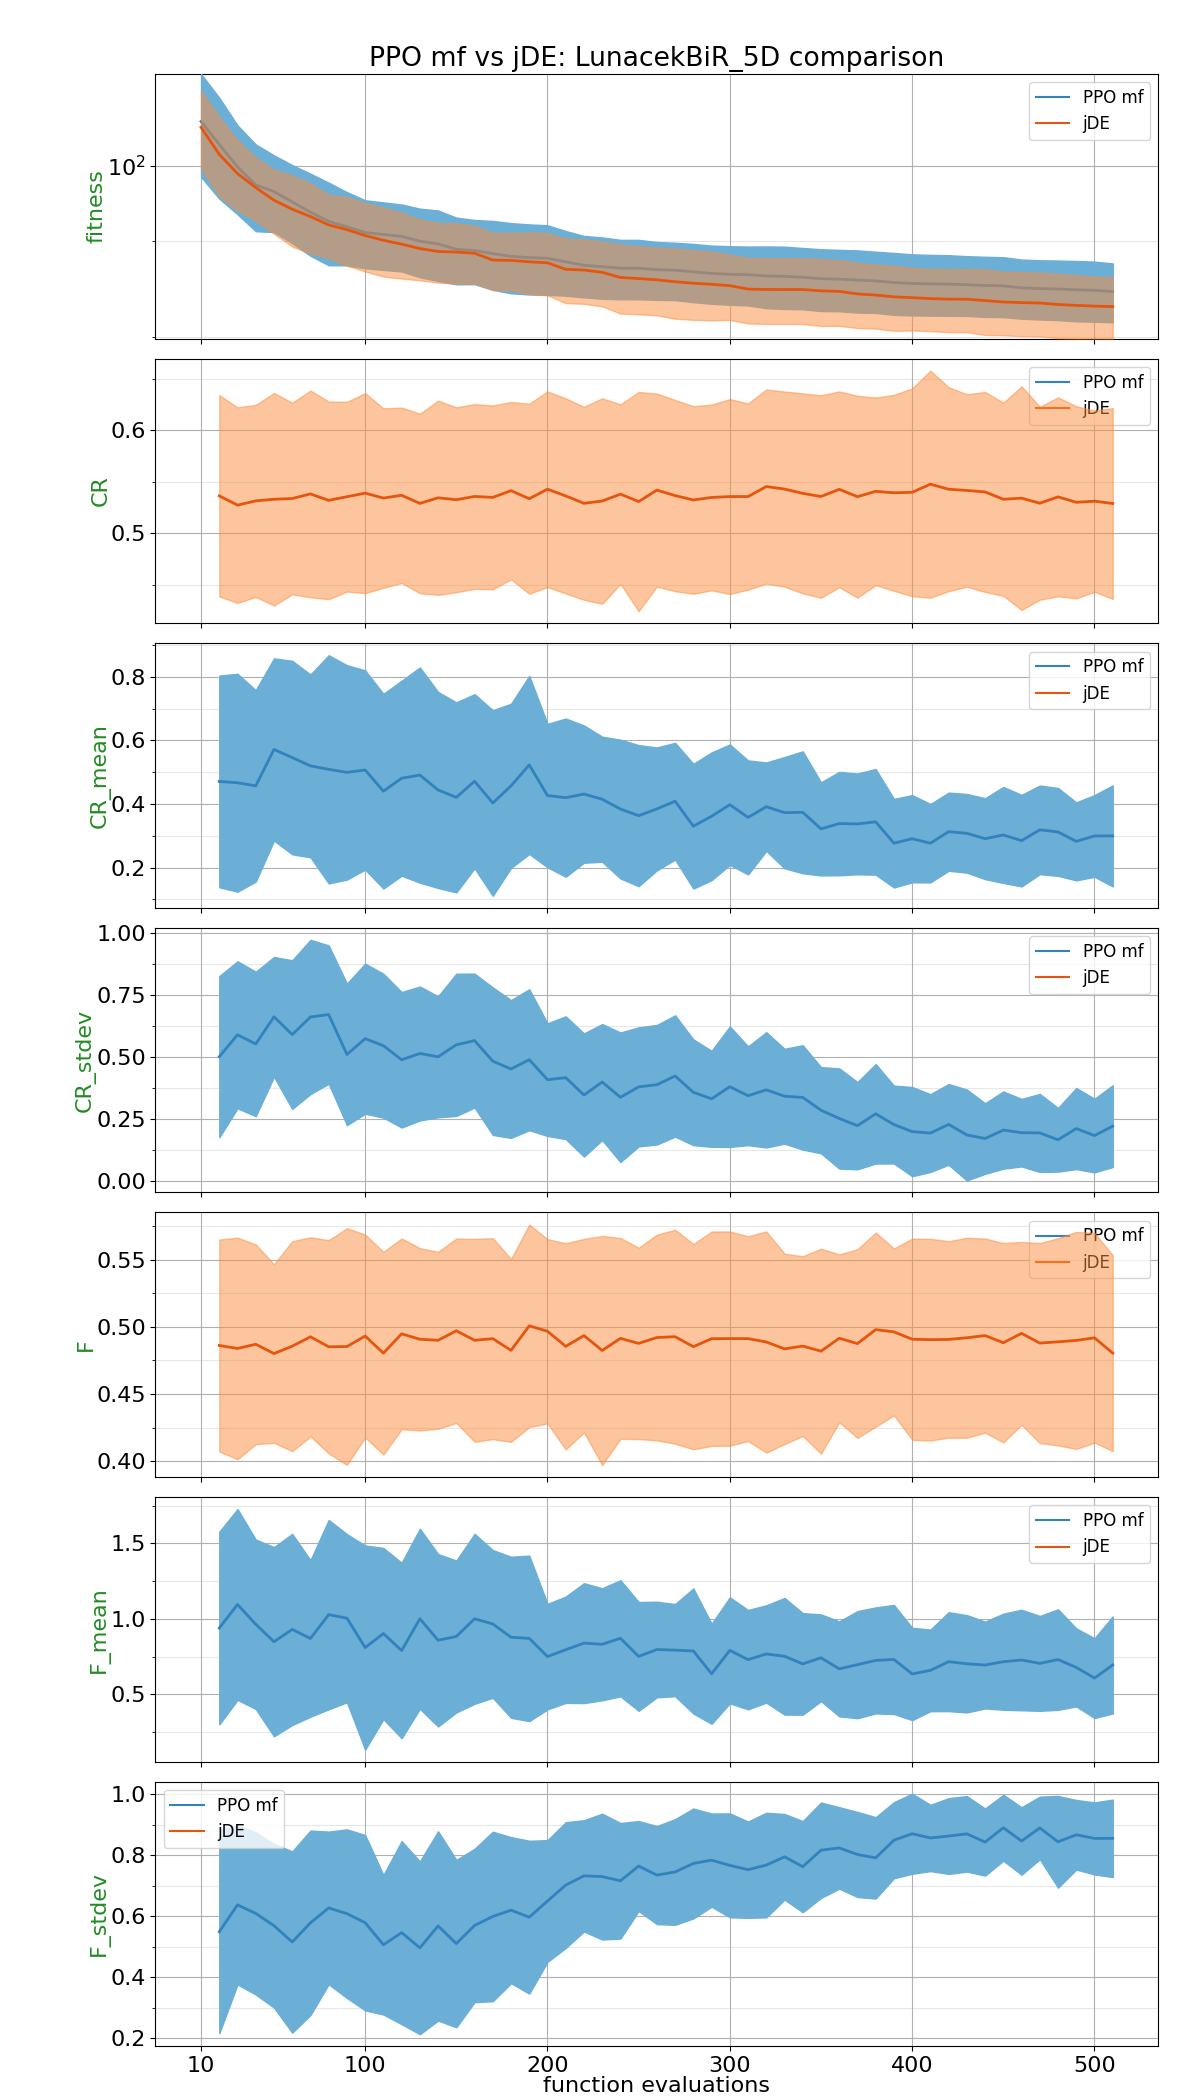 PPO mf vs jDE: LunacekBiR_5D comparison
PPO mf
jDE
10²
fitness
PPO mf
jDE
0.6
0.5
CR
PPO mf
jDE
0.8
0.6
0.4
0.2
CR_mean
PPO mf
jDE
1.00
0.75
0.50
0.25
0.00
CR_stdev
PPO mf
jDE
0.55
0.50
0.45
0.40
F
PPO mf
jDE
1.5
1.0
0.5
F_mean
PPO mf
jDE
1.0
0.8
0.6
0.4
0.2
F_stdev
10 100 200 300 400 500
function evaluations